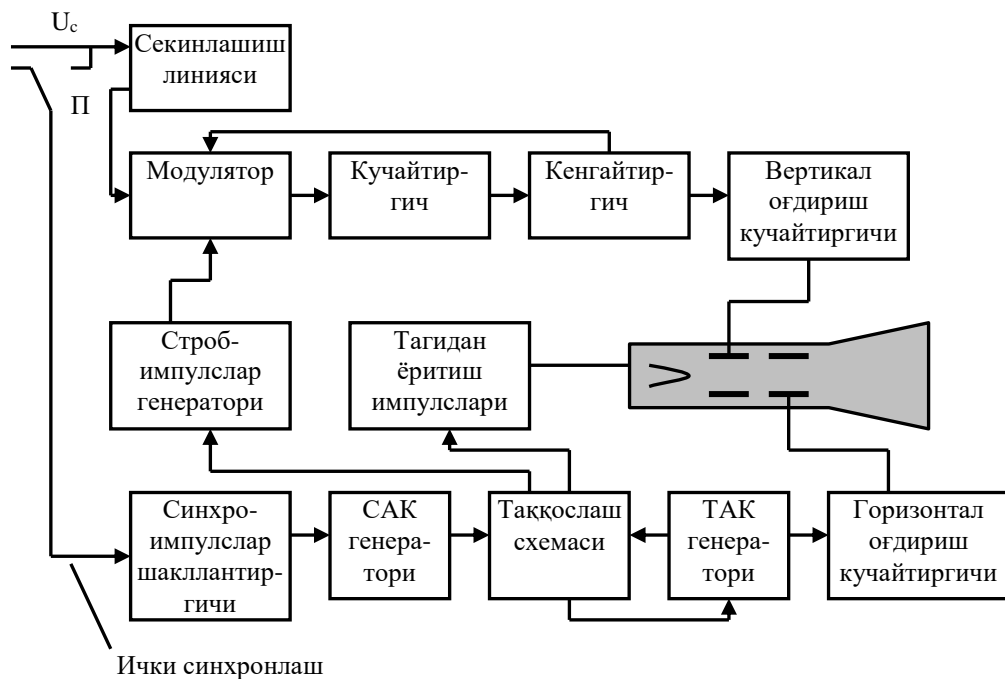 Uс
Секинлашиш
линияси
П
Модулятор
Кучайтир-
гич
Кенгайтир-
гич
Вертикал
оғдириш
кучайтиргичи
Строб-
импулслар
генератори
Тагидан
ёритиш
импулслари
Синхро-
импулслар
шакллантир-
гичи
САК
генера-
тори
Таққослаш
схемаси
ТАК
генера-
тори
Горизонтал
оғдириш
кучайтиргичи
Ички синхронлаш